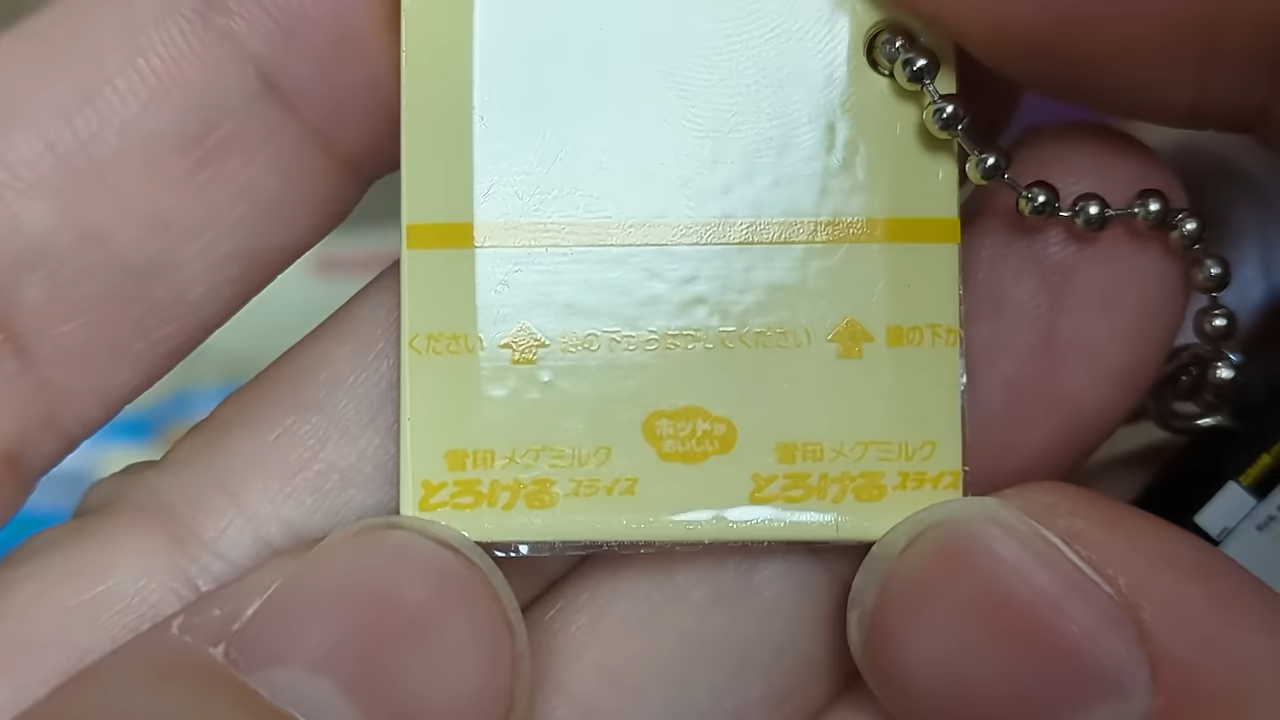 ください 線の下からはがしてください 線の下か
ホットが
おいしい
雪印メグミルク 雪印メグミルク
とろけるスライス とろけるスライス